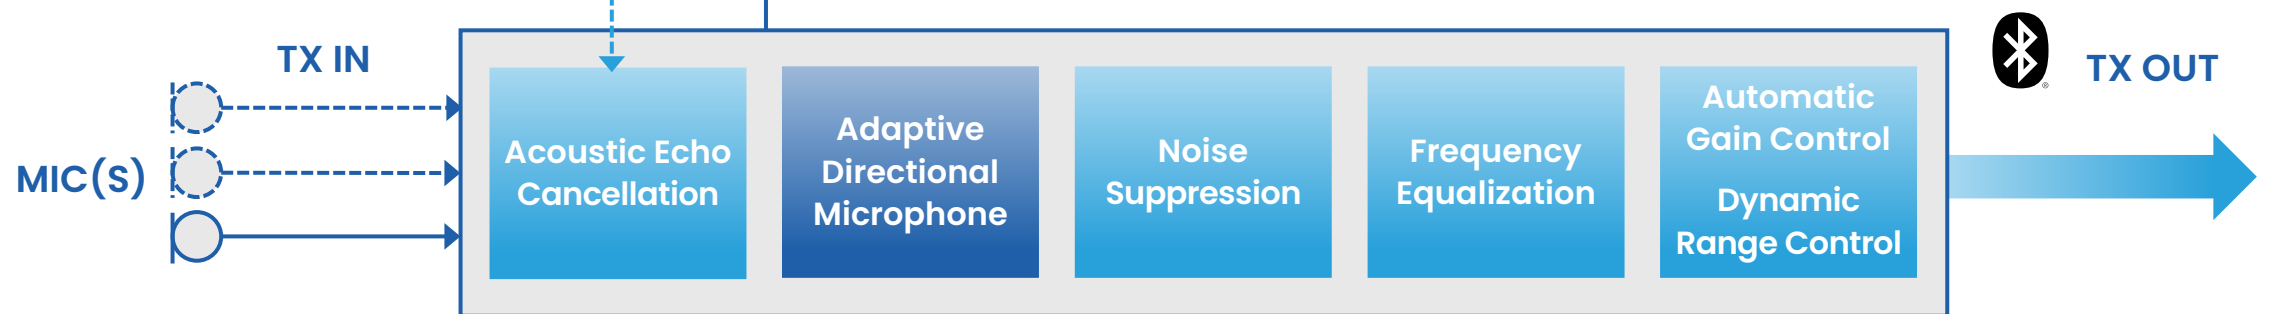 TX IN
MIC(S)
Acoustic Echo
Cancellation
Adaptive
Directional
Microphone
Noise
Suppression
Frequency
Equalization
Automatic
Gain Control
Dynamic
Range Control
®
TX OUT